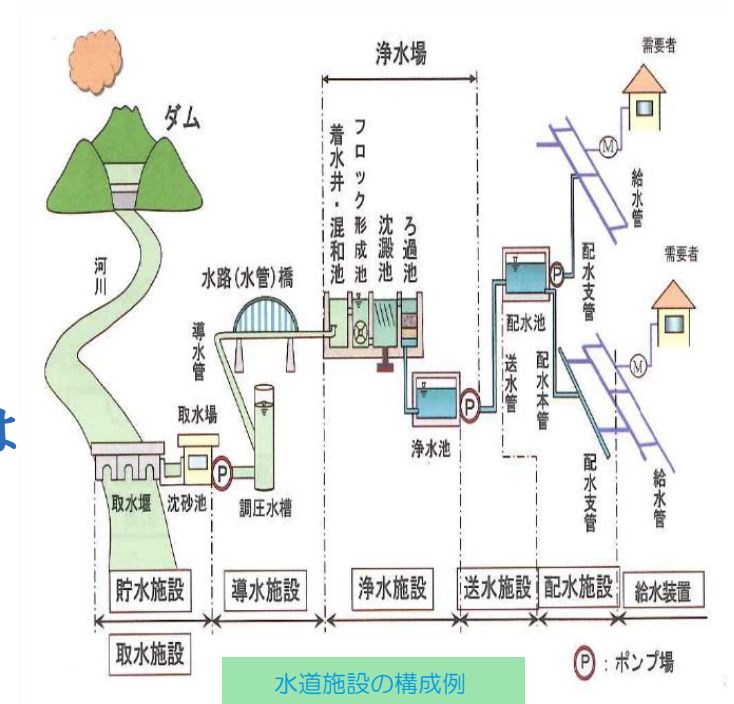 浄水場
需要者
ダム
着水井・混和池
フロック形成池
沈澱池
ろ過池
M
給水管
河川
水路(水管)橋
P
配水支管
需要者
配水池
導水管
送水管
配水本管
M
取水場
P
浄水池
は
P
取水堰
沈砂池
調圧水槽
配水支管
給水管
貯水施設
導水施設
浄水施設
送水施設
配水施設
給水装置
取水施設
P:ポンプ場
水道施設の構成例